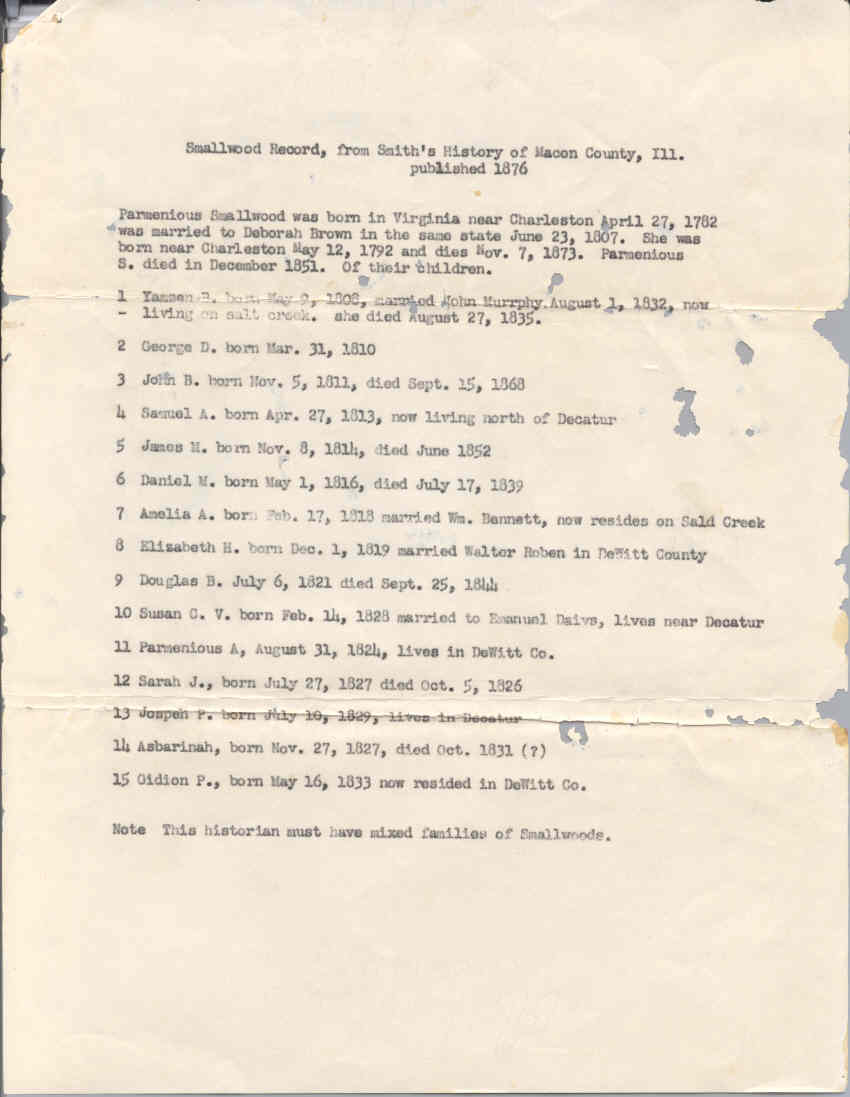 Smallwood Record, from Smith's History of Macon County, Ill.
published 1876
Parmenious Smallwood was born in Virginia near Charleston April 27, 1782
was married to Deborah Brown in the same state June 23, 1807. She was
born near Charleston May 12, 1792 and dies Nov. 7, 1873. Parmenious
S. died in December 1851. Of their children.
1 B. born May 9, 1808, married John Murrphy.August 1, 1832, now
- living on salt creek. she died August 27, 1835.
2 George D. born Mar. 31, 1810
3 John B. born Nov. 5, 1811, died Sept. 15, 1868
4 Samuel A. born Apr. 27, 1813, now living north of Decatur
5 James M. born Nov. 8, 1814, died June 1852
6 Daniel M. born May 1, 1816, died July 17, 1839
7 Amelia A. born Feb. 17, 1818 married Wm. Bennett, now resides on Sald Creek
8 Elizabeth H. born Dec. 1, 1819 married Walter Roben in DeWitt County
9 Douglas B. July 6, 1821 died Sept. 25, 1844
10 Susan C. V. born Feb. 14, 1828 married to Emanuel Daivs, lives near Decatur
11 Parmenious A, August 31, 1824, lives in DeWitt Co.
12 Sarah J., born July 27, 1827 died Oct. 5, 1826
13 Jospeh P. born July 10, 1829, lives in Decatur
14 Asbarinah, born Nov. 27, 1827, died Oct. 1831 (?)
15 Gidion P., born May 16, 1833 now resided in DeWitt Co.
Note This historian must have mixed families of Smallwoods.